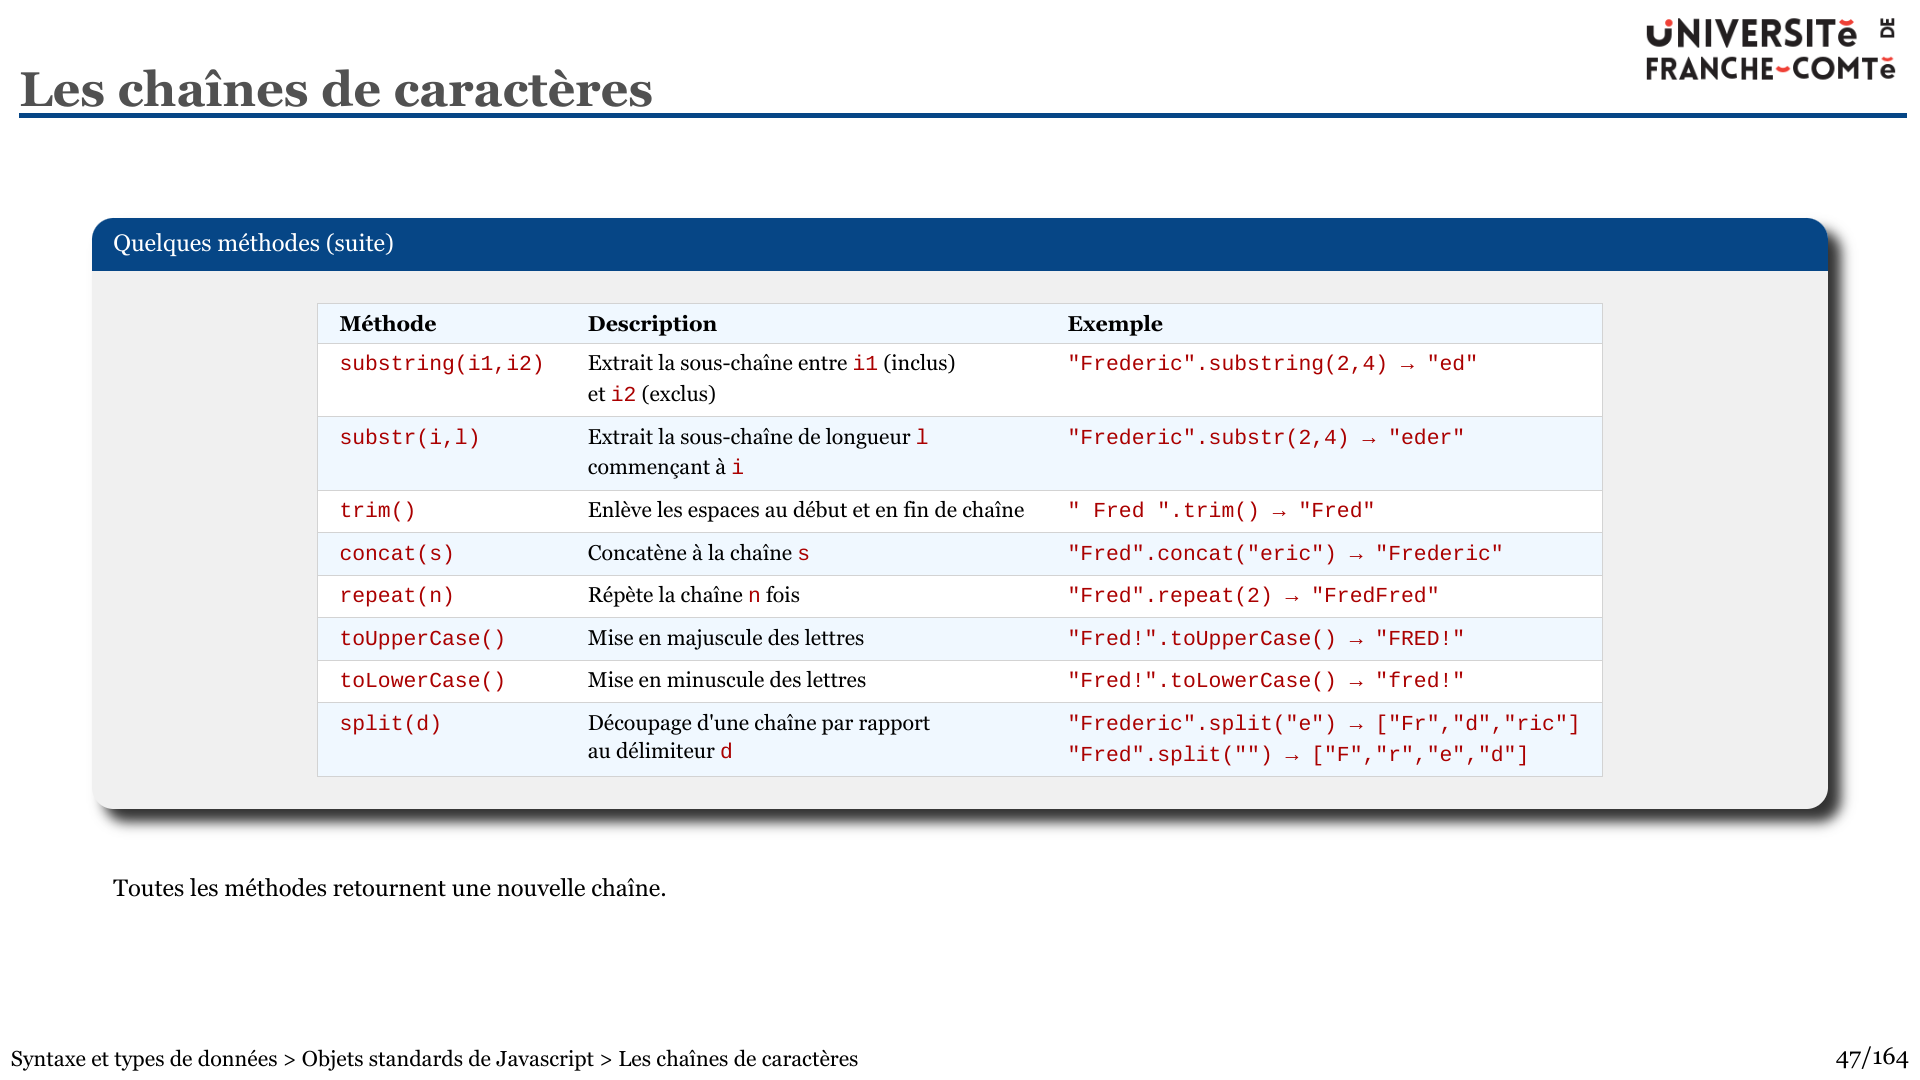 UNIVERSITĕ DE
FRANCHE-COMTĕ
Les chaînes de caractères
Quelques méthodes (suite)
Méthode Description Exemple
substring(i1,i2) Extrait la sous-chaîne entre i1 (inclus) "Frederic".substring(2,4) → "ed"
et i2 (exclus)
substr(i,l) Extrait la sous-chaîne de longueur l "Frederic".substr(2,4) → "eder"
commençant à i
trim() Enlève les espaces au début et en fin de chaîne " Fred ".trim() → "Fred"
concat(s) Concatène à la chaîne s "Fred".concat("eric") → "Frederic"
repeat(n) Répète la chaîne n fois "Fred".repeat(2) → "FredFred"
toUpperCase() Mise en majuscule des lettres "Fred!".toUpperCase() → "FRED!"
toLowerCase() Mise en minuscule des lettres "Fred!".toLowerCase() → "fred!"
split(d) Découpage d'une chaîne par rapport "Frederic".split("e") → ["Fr","d","ric"]
au délimiteur d "Fred".split("") → ["F","r","e","d"]
Toutes les méthodes retournent une nouvelle chaîne.
Syntaxe et types de données > Objets standards de Javascript > Les chaînes de caractères 47/164